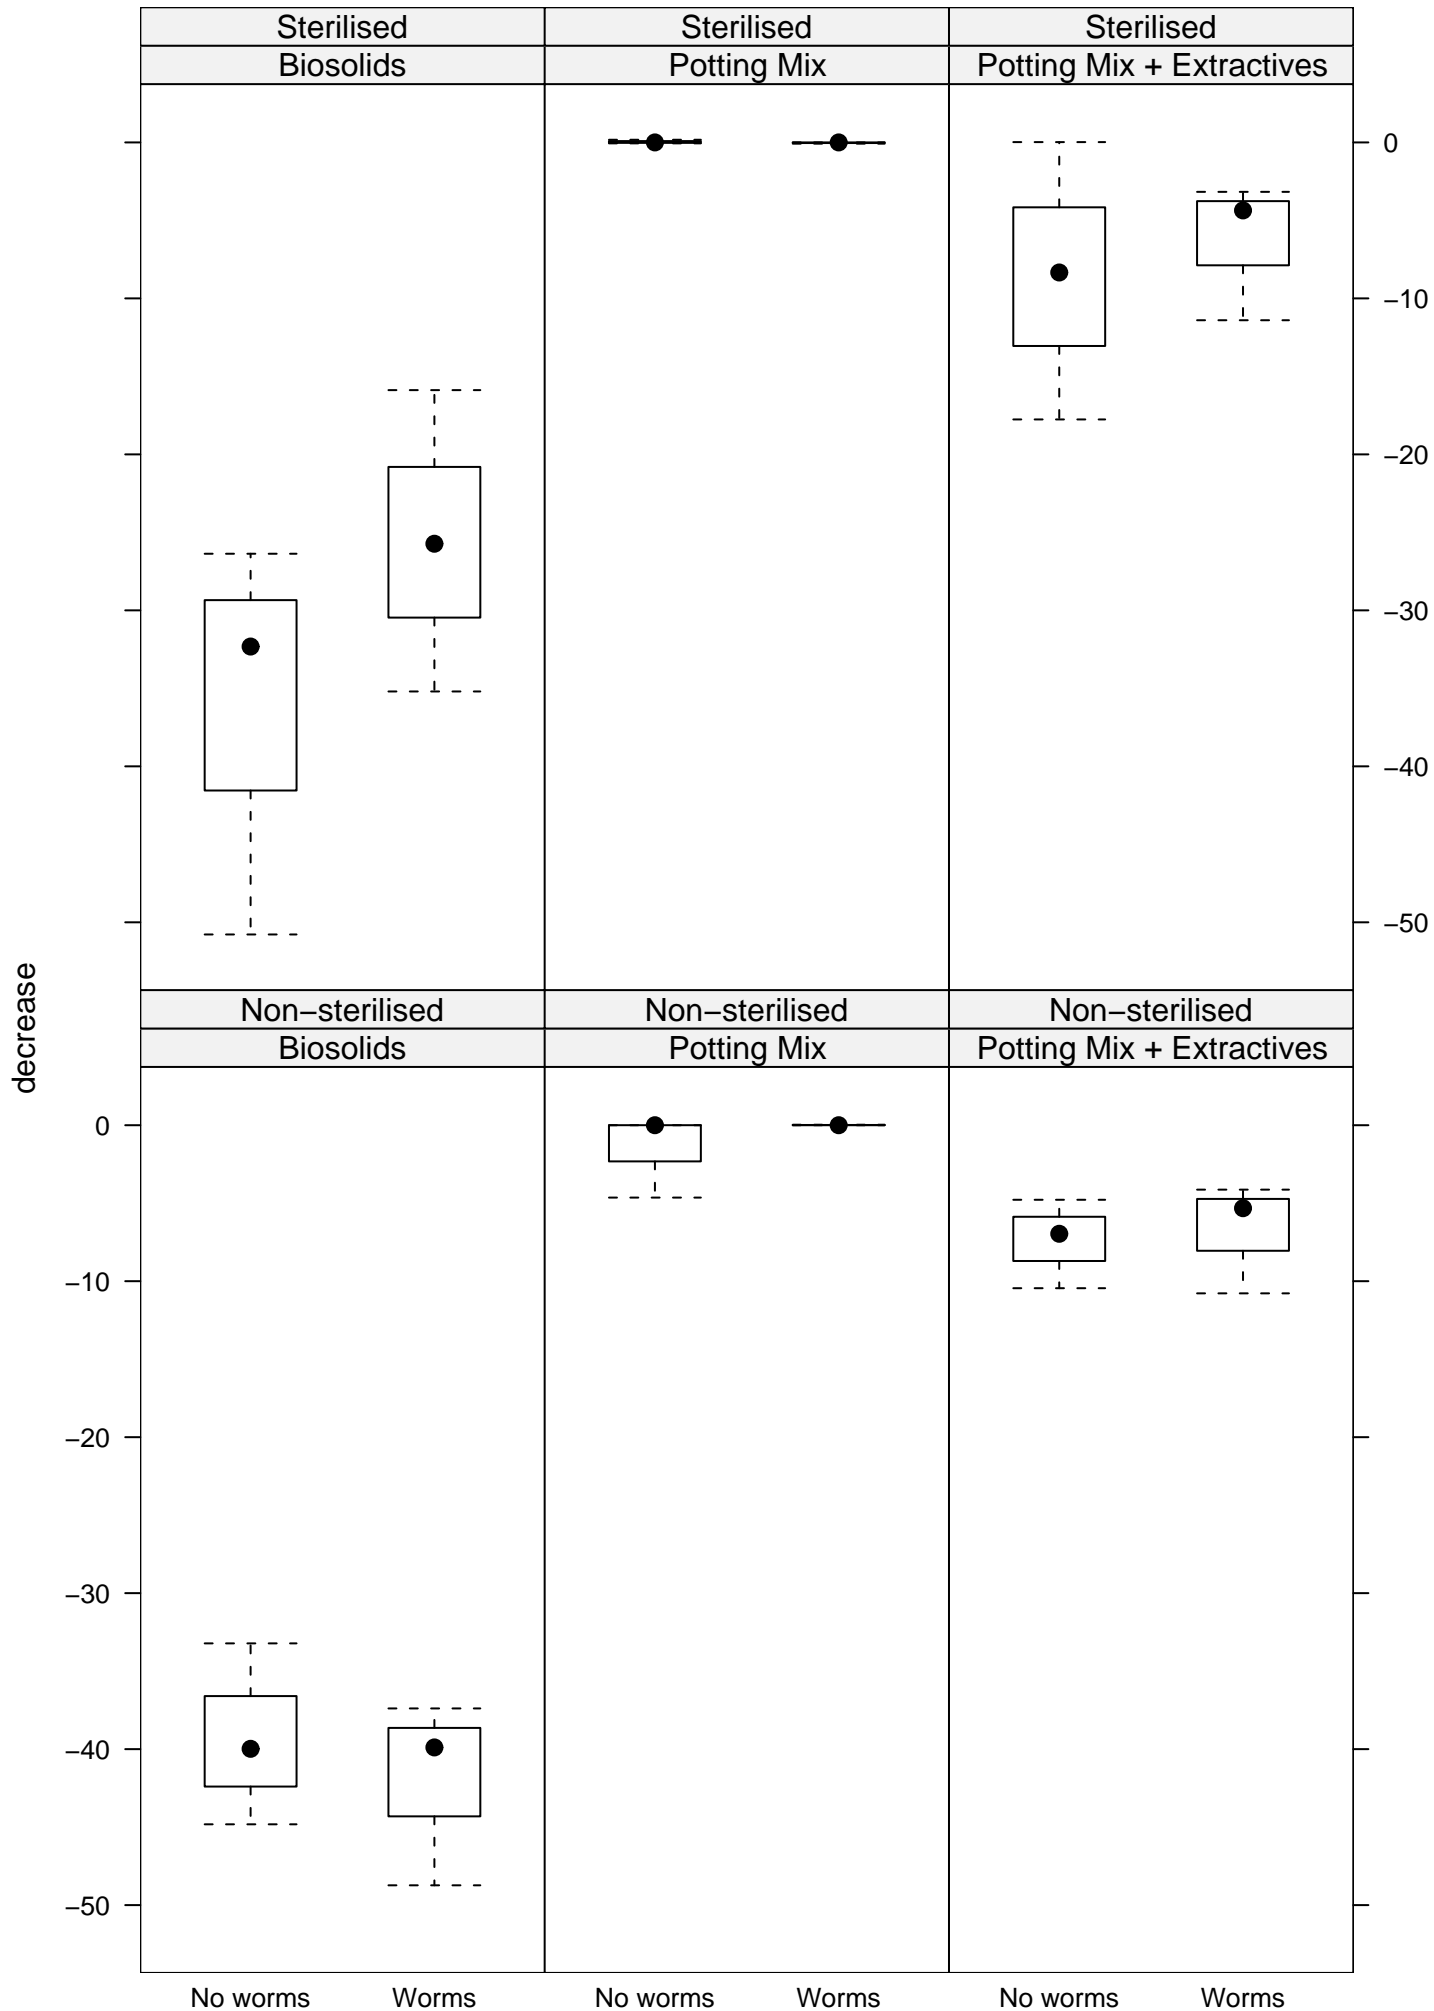 Sterilised Sterilised Sterilised
Biosolids Potting Mix Potting Mix + Extractives
0
−10
−20
−30
−40
−50
decrease
Non−sterilised Non−sterilised Non−sterilised
Biosolids Potting Mix Potting Mix + Extractives
0
−10
−20
−30
−40
−50
No worms Worms No worms Worms No worms Worms